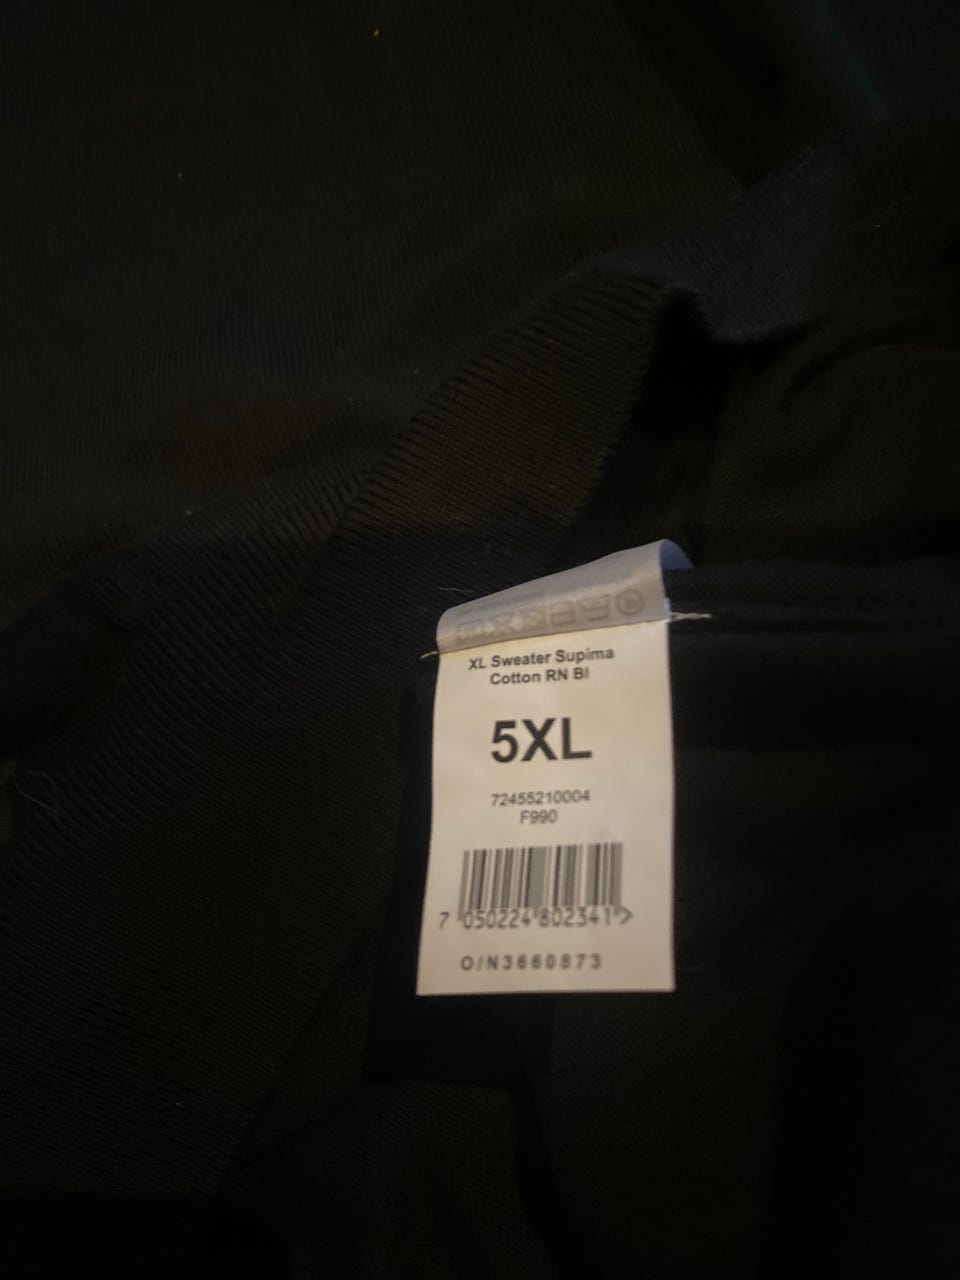 XL Sweater Supima
Cotton RN Bl
5XL
72455210004
F990
7 050224 802341 >
O/N3660873